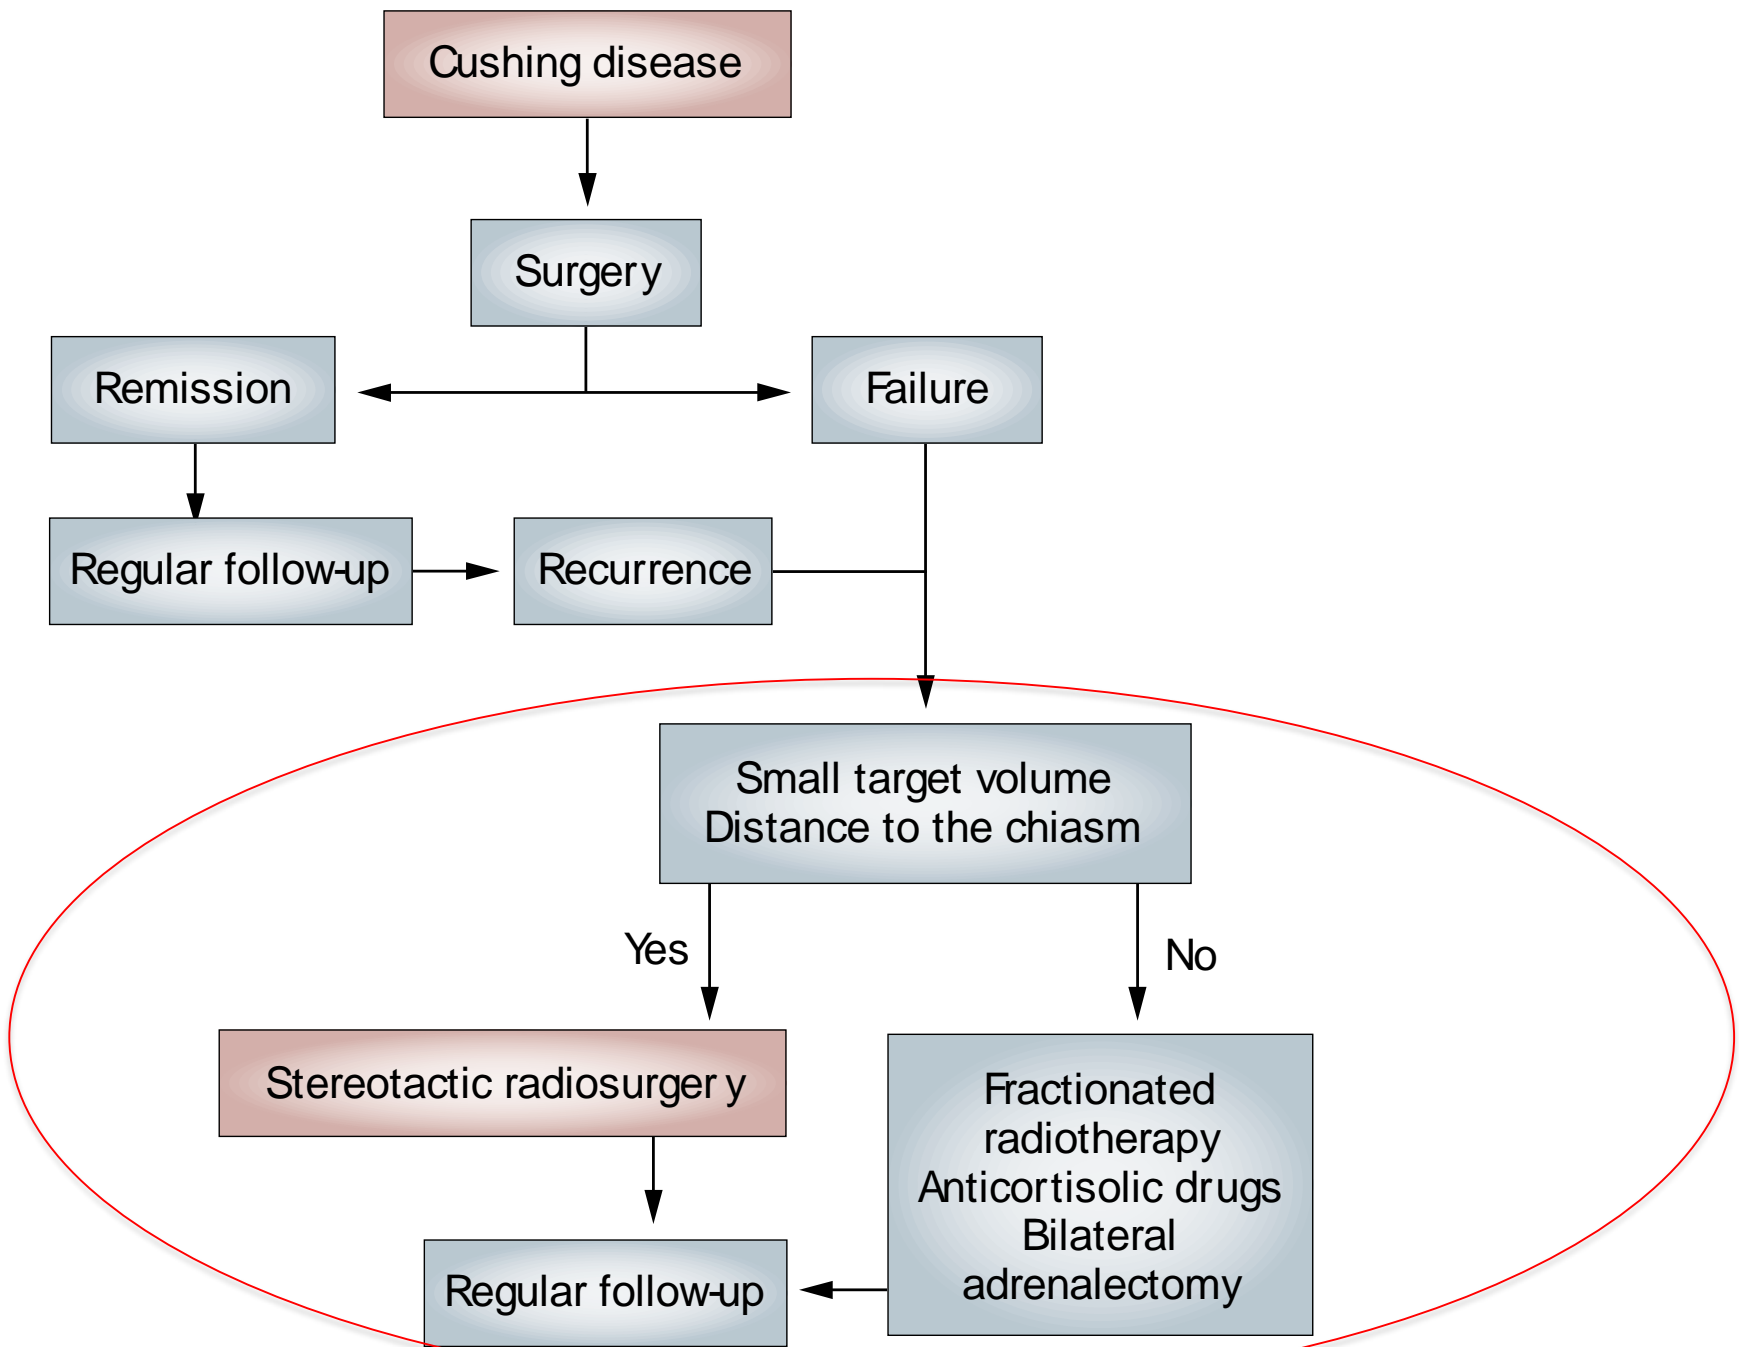 Cushing disease
Surgery
Remission
Failure
Regular follow-up
Recurrence
Small target volume
Distance to the chiasm
Yes
No
Stereotactic radiosurgery
Fractionated
radiotherapy
Anticortisolic drugs
Bilateral
adrenalectomy
Regular follow-up